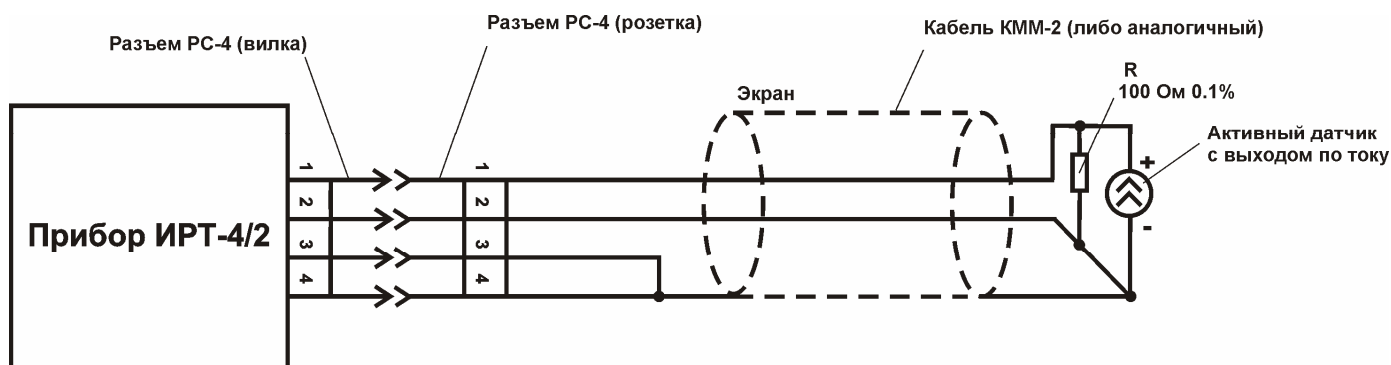 Разъем РС-4 (розетка)
Кабель КММ-2 (либо аналогичный)
Разъем РС-4 (вилка)
R
100 Ом 0.1%
Экран
Активный датчик
с выходом по току
+
-
1
2
3
4
1
2
3
4
Прибор ИРТ-4/2